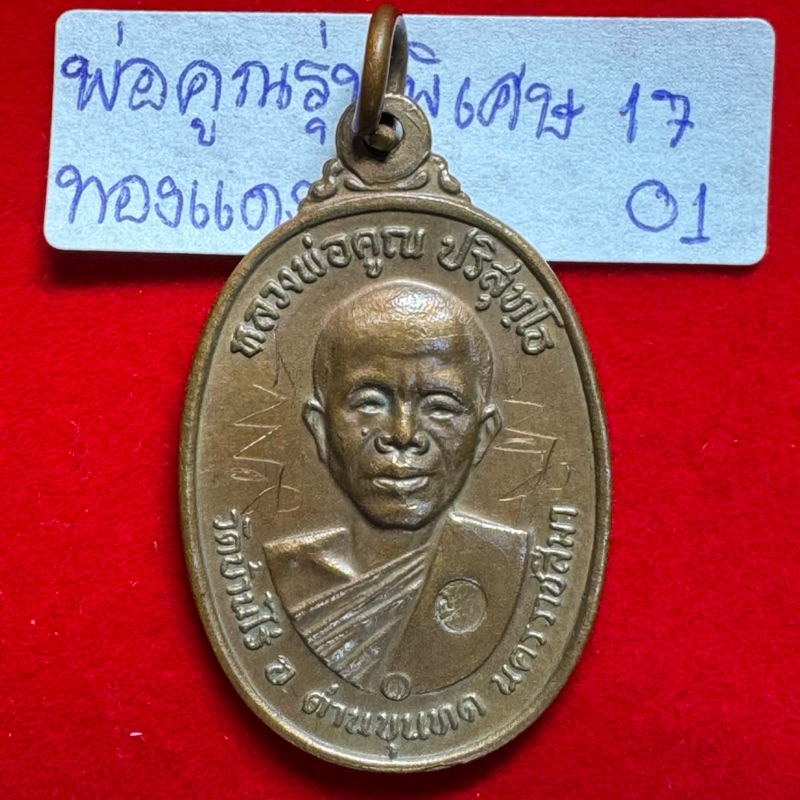 พ่อคูณรุ่นพิเศษ 17
ทองแดง 01
หลวงพ่อคูณ ปริสุทฺโธ
วัดบ้านไร่ อ. ด่านขุนทด นครราชสีมา
๑